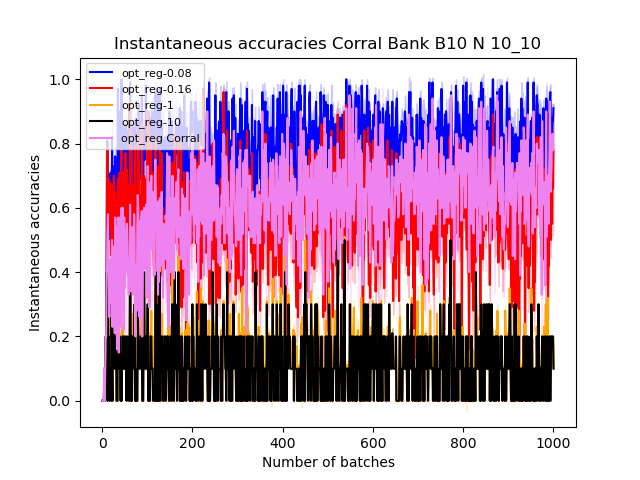 Instantaneous accuracies Corral Bank B10 N 10_10
opt_reg-0.08
opt_reg-0.16
opt_reg-1
opt_reg-10
opt_reg Corral
1.0
0.8
0.6
0.4
0.2
0.0
Instantaneous accuracies
0
200
400
600
800
1000
Number of batches